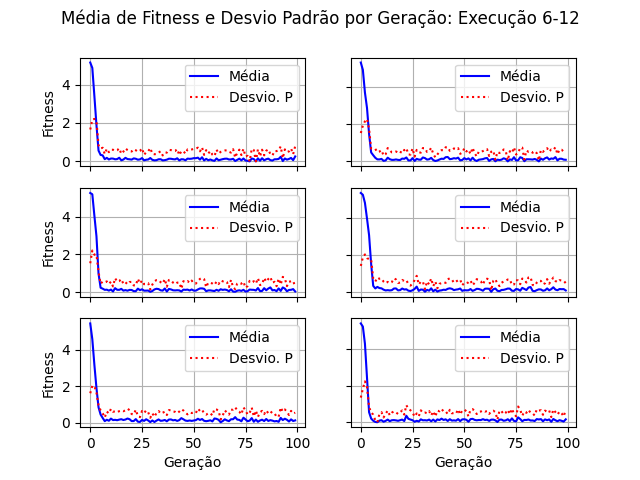 Média de Fitness e Desvio Padrão por Geração: Execução 6-12
Fitness
4
2
0
Média
Desvio. P
Média
Desvio. P
Fitness
4
2
0
Média
Desvio. P
Média
Desvio. P
Fitness
4
2
0
Média
Desvio. P
Média
Desvio. P
0 25 50 75 100
0 25 50 75 100
Geração
Geração